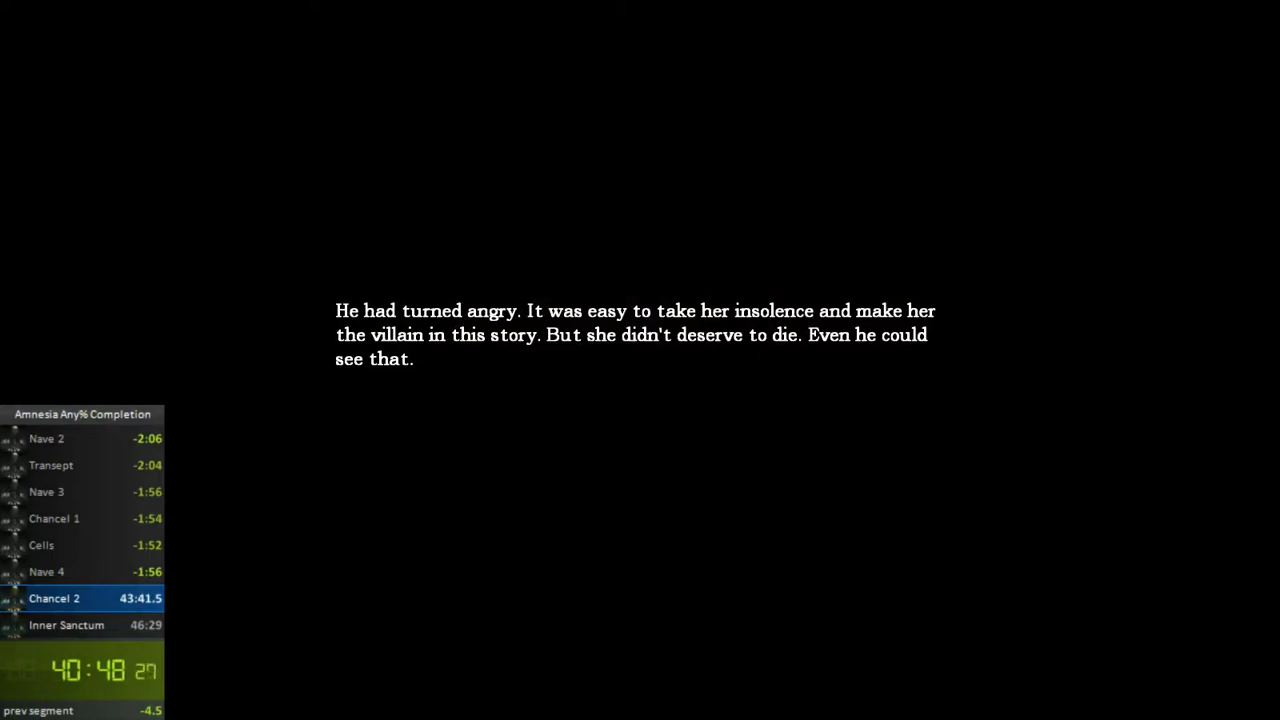 He had turned angry. It was easy to take her insolence and make her
the villain in this story. But she didn't deserve to die. Even he could
see that.
Amnesia Any% Completion
Nave 2 -2:06
Transept -2:04
Nave 3 -1:56
Chancel 1 -1:54
Cells -1:52
Nave 4 -1:56
Chancel 2 43:41.5
Inner Sanctum 46:29
40:48 27
prev segment -4.5